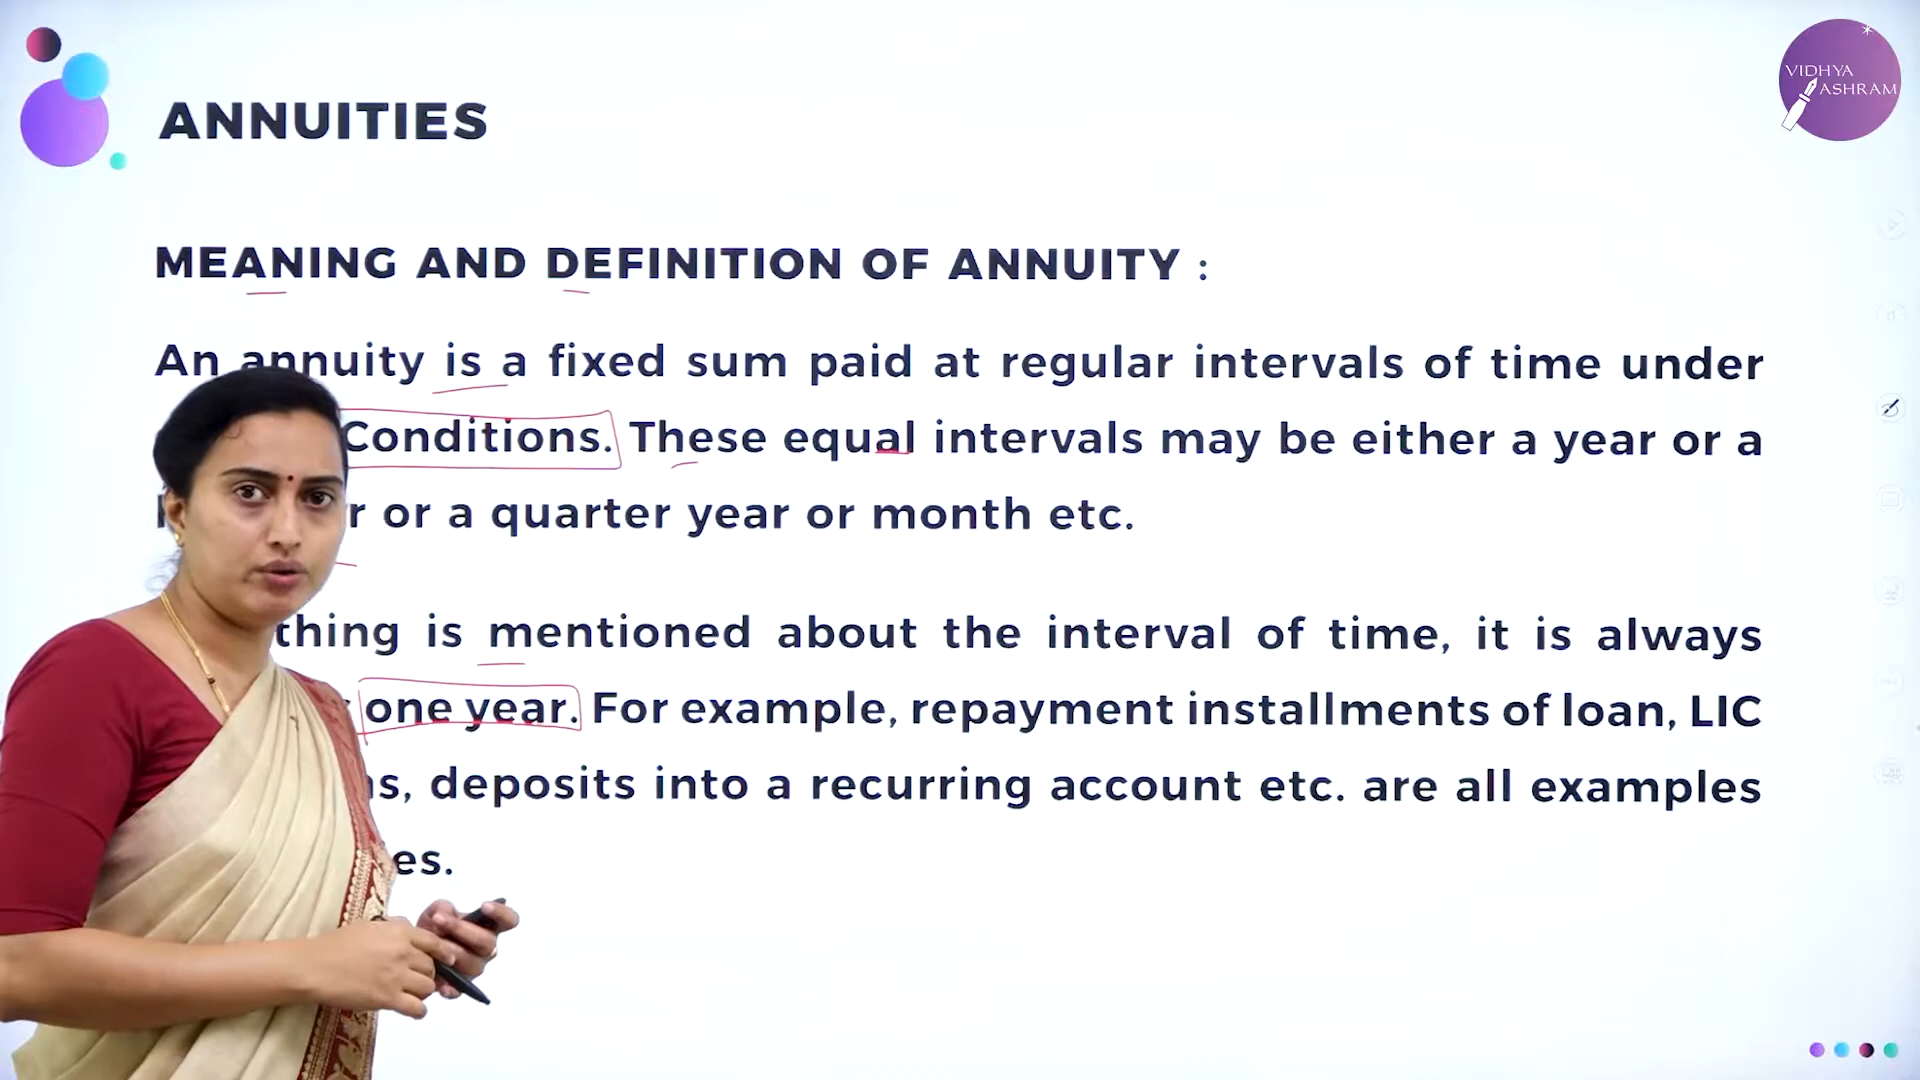 VIDHYA
ASHRAM
ANNUITIES
MEANING AND DEFINITION OF ANNUITY :
An annuity is a fixed sum paid at regular intervals of time under
Conditions. These equal intervals may be either a year or a
or a quarter year or month etc.
is mentioned about the interval of time, it is always
one year. For example, repayment installments of loan, LIC
deposits into a recurring account etc. are all examples